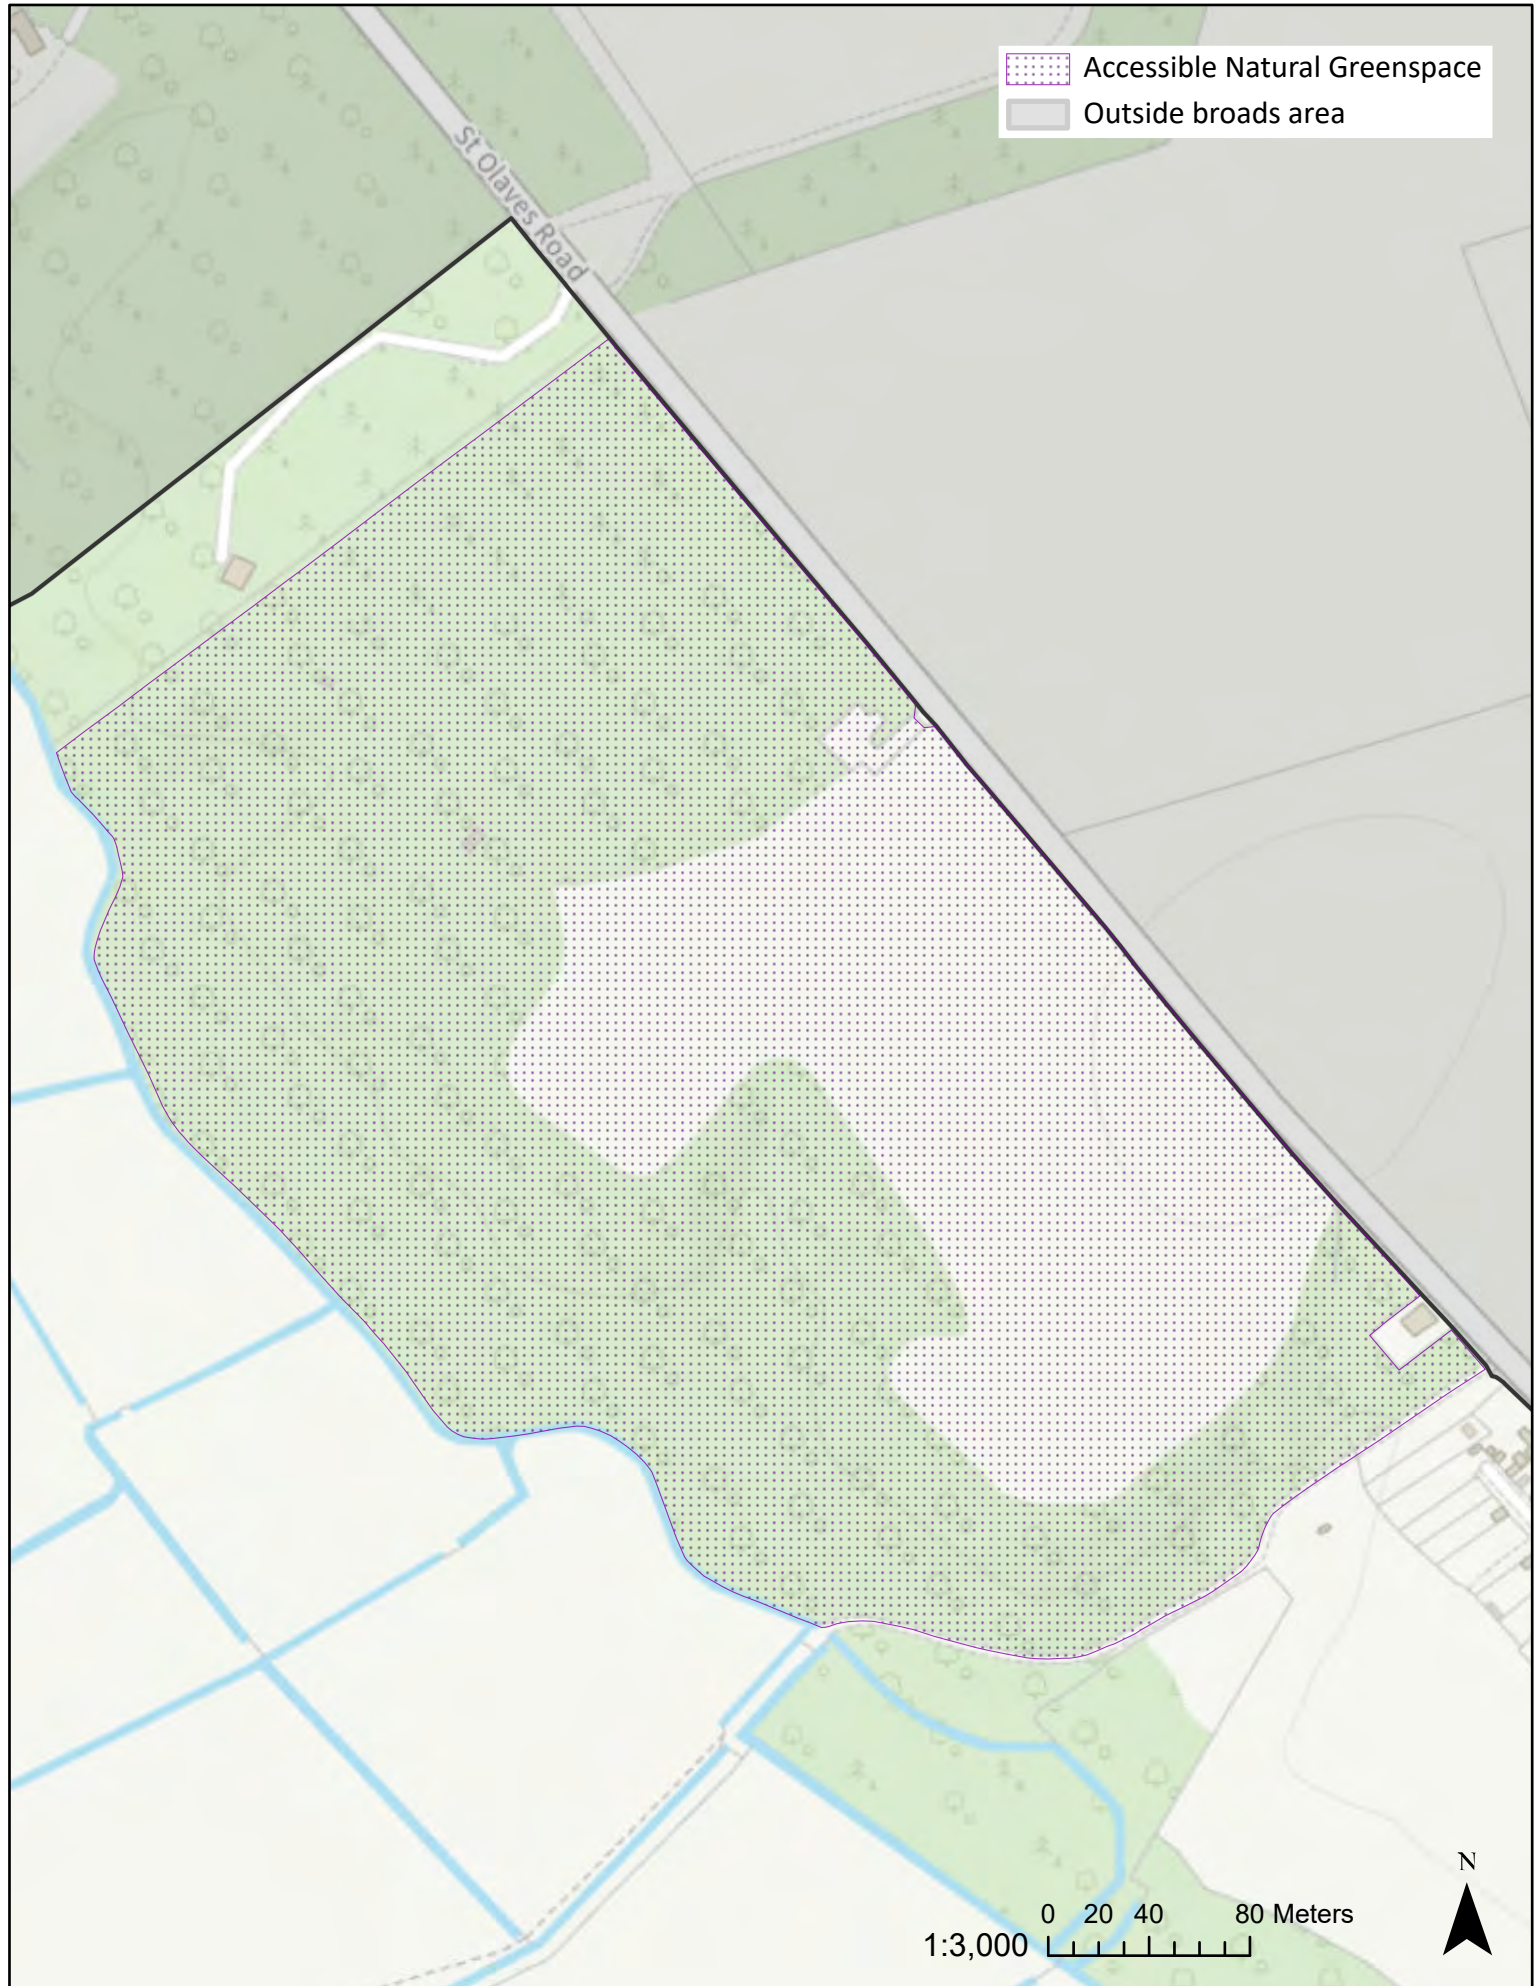 Accessible Natural Greenspace
Outside broads area
St Olaves Road
N
0 20 40 80 Meters
1:3,000